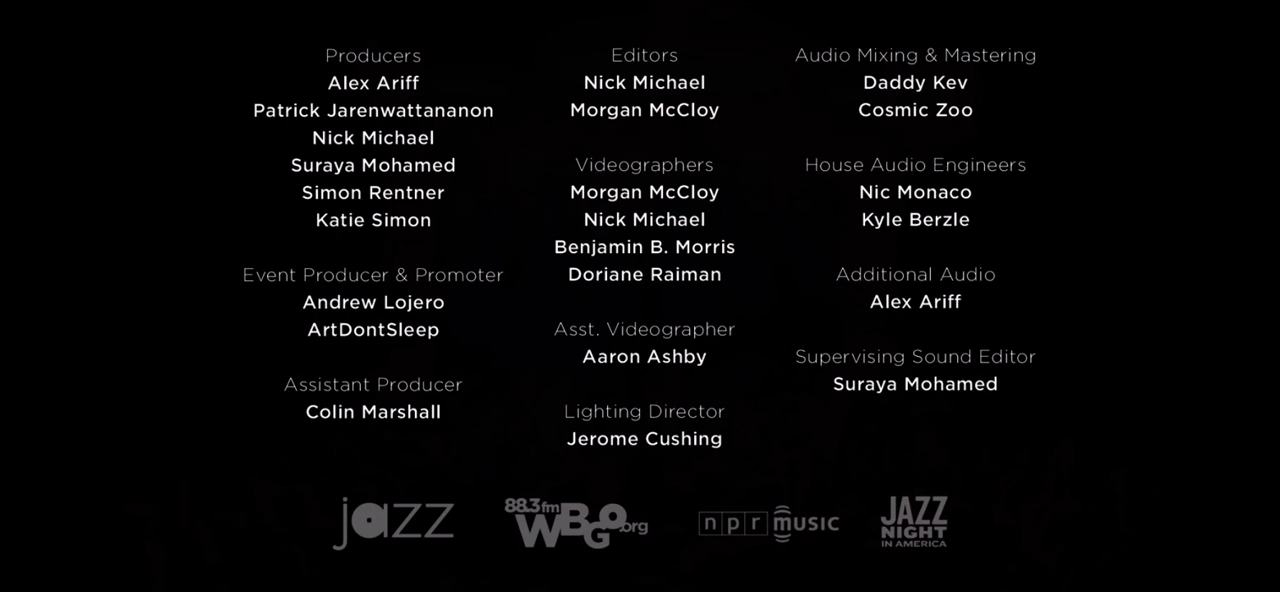 Producers
Alex Ariff
Patrick Jarenwattananon
Nick Michael
Suraya Mohamed
Simon Rentner
Katie Simon
Event Producer & Promoter
Andrew Lojero
ArtDontSleep
Assistant Producer
Colin Marshall
Editors
Nick Michael
Morgan McCloy
Videographers
Morgan McCloy
Nick Michael
Benjamin B. Morris
Doriane Raiman
Asst. Videographer
Aaron Ashby
Lighting Director
Jerome Cushing
Audio Mixing & Mastering
Daddy Kev
Cosmic Zoo
House Audio Engineers
Nic Monaco
Kyle Berzle
Additional Audio
Alex Ariff
Supervising Sound Editor
Suraya Mohamed
jazz
88.3fm
WBGO.org
npr music
JAZZ
NIGHT
IN AMERICA